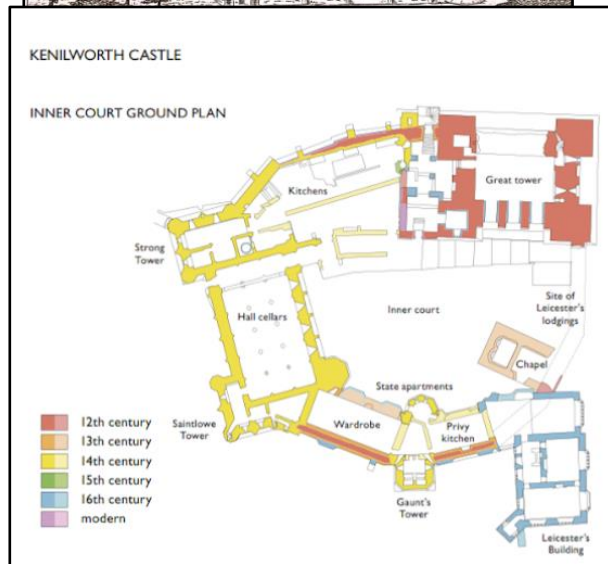 KENILWORTH CASTLE
INNER COURT GROUND PLAN
Kitchens
Great tower
Strong
Tower
Hall cellars
Inner court
Site of
Leicester's
lodgings
Chapel
State apartments
Saintlowe
Tower
Wardrobe
Privy
kitchen
Gaunt's
Tower
Leicester's
Building
12th century
13th century
14th century
15th century
16th century
modern